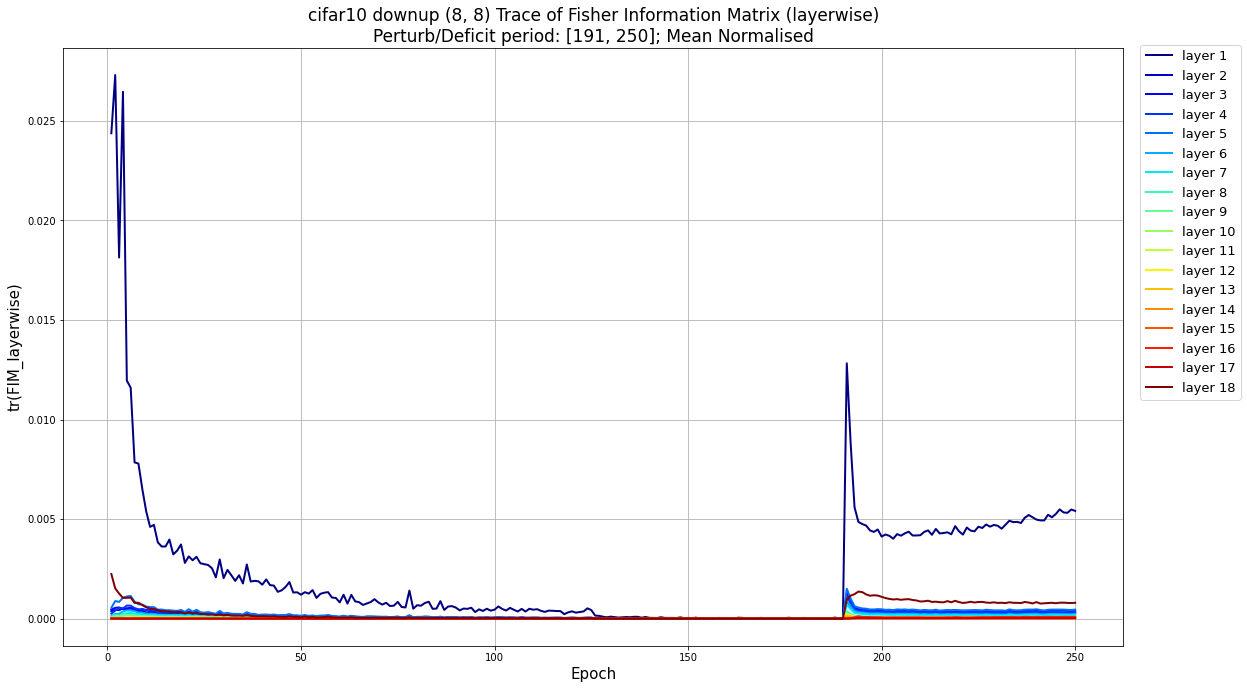 cifar10 downup (8, 8) Trace of Fisher Information Matrix (layerwise)
Perturb/Deficit period: [191, 250]; Mean Normalised
layer 1
layer 2
layer 3
layer 4
layer 5
layer 6
layer 7
layer 8
layer 9
layer 10
layer 11
layer 12
layer 13
layer 14
layer 15
layer 16
layer 17
layer 18
tr(FIM_layerwise)
0.025
0.020
0.015
0.010
0.005
0.000
0
50
100
150
200
250
Epoch